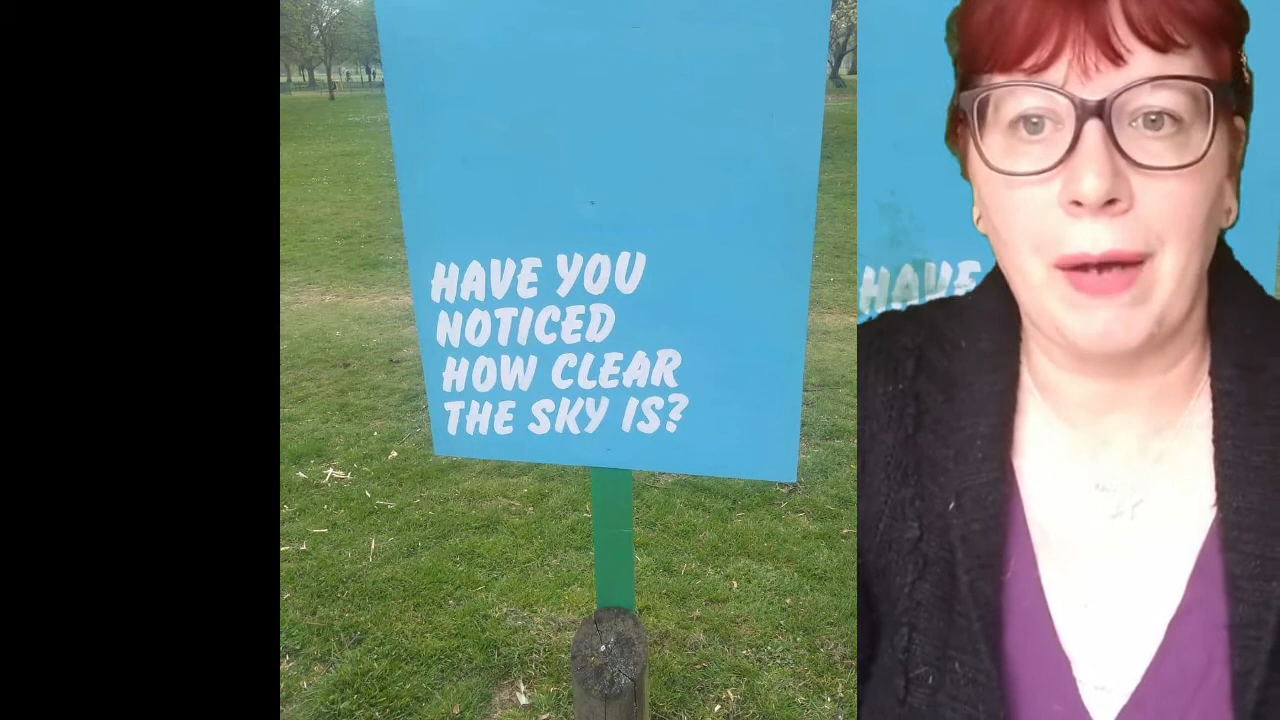 HAVE YOU
NOTICED
HOW CLEAR
THE SKY IS?
HAVE